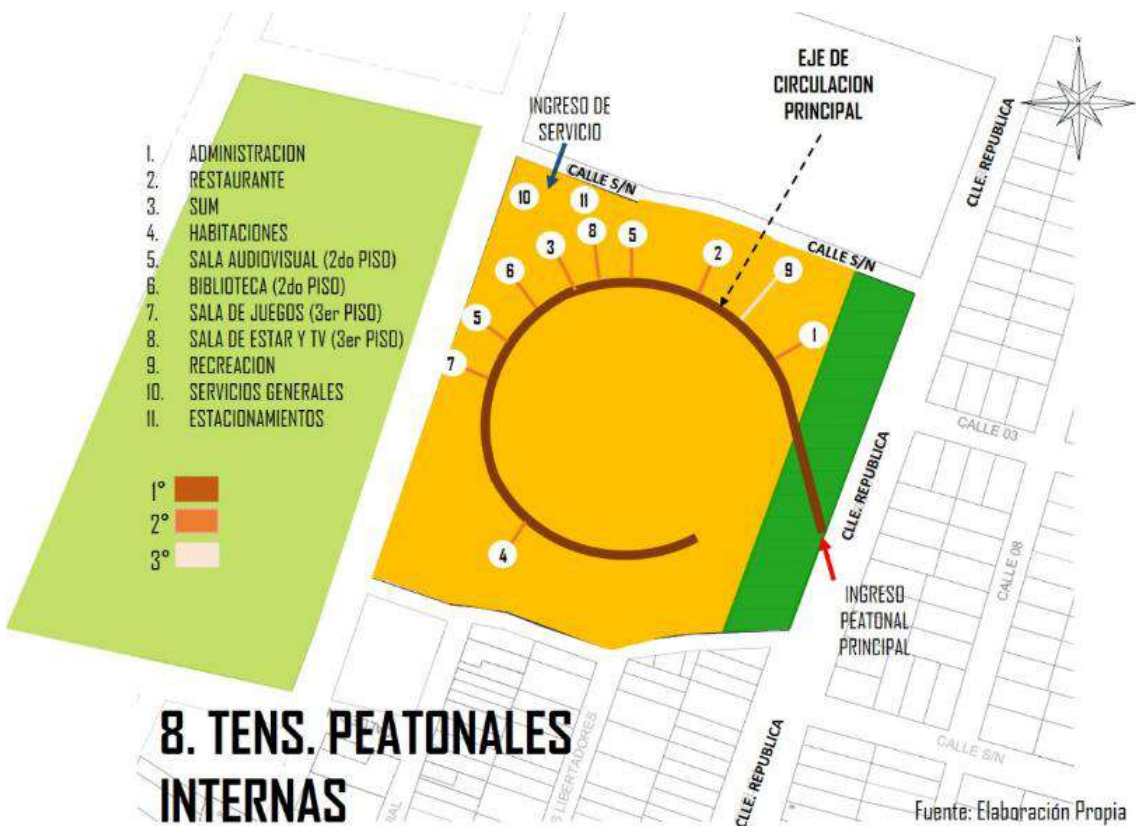 N
EJE DE
CIRCULACION
PRINCIPAL
INGRESO DE
SERVICIO
CLLE. REPUBLICA
CALLE S/N
CALLE S/N
1. ADMINISTRACION
2. RESTAURANTE
3. SUM
4. HABITACIONES
5. SALA AUDIOVISUAL (2do PISO)
6. BIBLIOTECA (2do PISO)
7. SALA DE JUEGOS (3er PISO)
8. SALA DE ESTAR Y TV (3er PISO)
9. RECREACION
10. SERVICIOS GENERALES
11. ESTACIONAMIENTOS
10
11
8
5
2
9
3
6
5
1
7
4
1°
2°
3°
CALLE 03
CLLE. REPUBLICA
CALLE 08
INGRESO
PEATONAL
PRINCIPAL
8. TENS. PEATONALES
INTERNAS
LIBERTADORES
CLLE. REPUBLICA
CALLE S/N
Fuente: Elaboración Propia